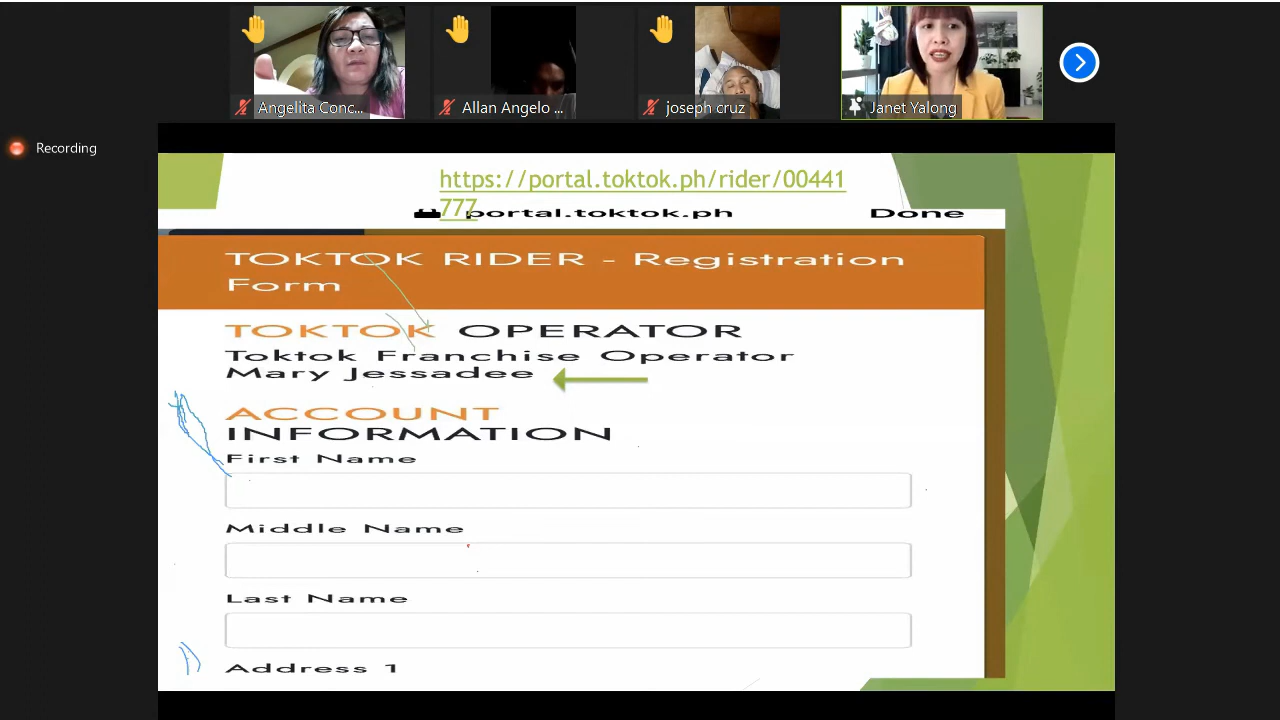 Angelita Conc...
Allan Angelo ...
joseph cruz
Janet Yalong
Recording
https://portal.toktok.ph/rider/00441
777
portal.toktok.ph Done
TOKTOK RIDER - Registration
Form
TOKTOK OPERATOR
Toktok Franchise Operator
Mary Jessadee
ACCOUNT
INFORMATION
First Name
Middle Name
Last Name
Address 1